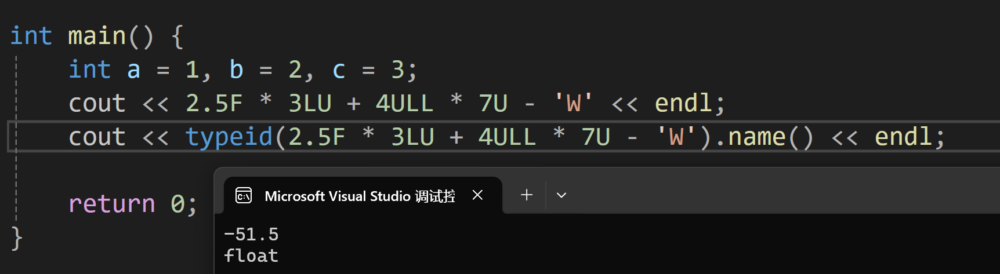 int main() {
int a = 1, b = 2, c = 3;
cout << 2.5F * 3LU + 4ULL * 7U - 'W' << endl;
cout << typeid(2.5F * 3LU + 4ULL * 7U - 'W').name() << endl;
return 0;
}
Microsoft Visual Studio 调试控
-51.5
float